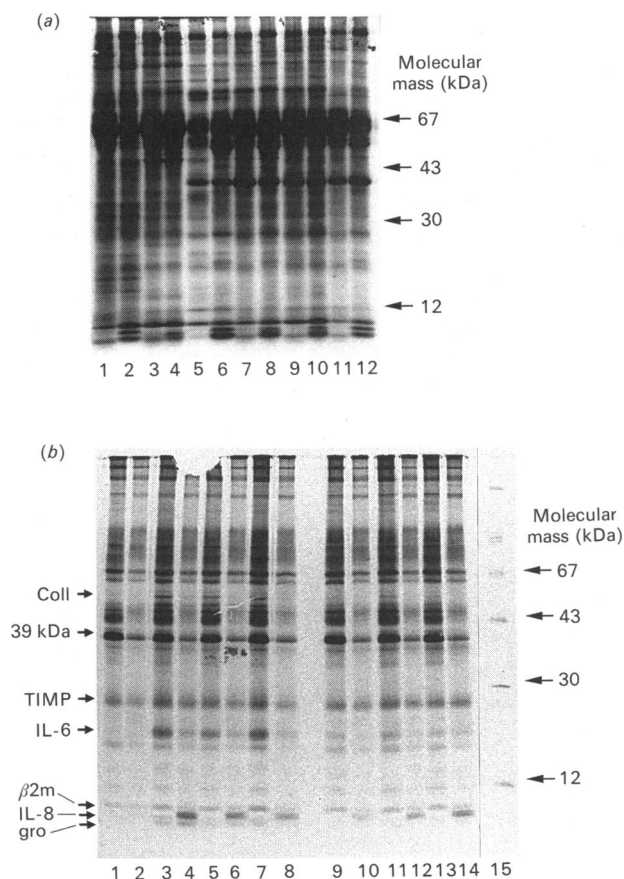 (a)
Molecular
mass (kDa)
67
43
30
12
1 2 3 4 5 6 7 8 9 10 11 12
(b)
Molecular
mass (kDa)
Coll
67
43
39 kDa
30
TIMP
IL-6
12
β2m
IL-8
gro
1 2 3 4 5 6 7 8 9 10 11 12 13 14 15